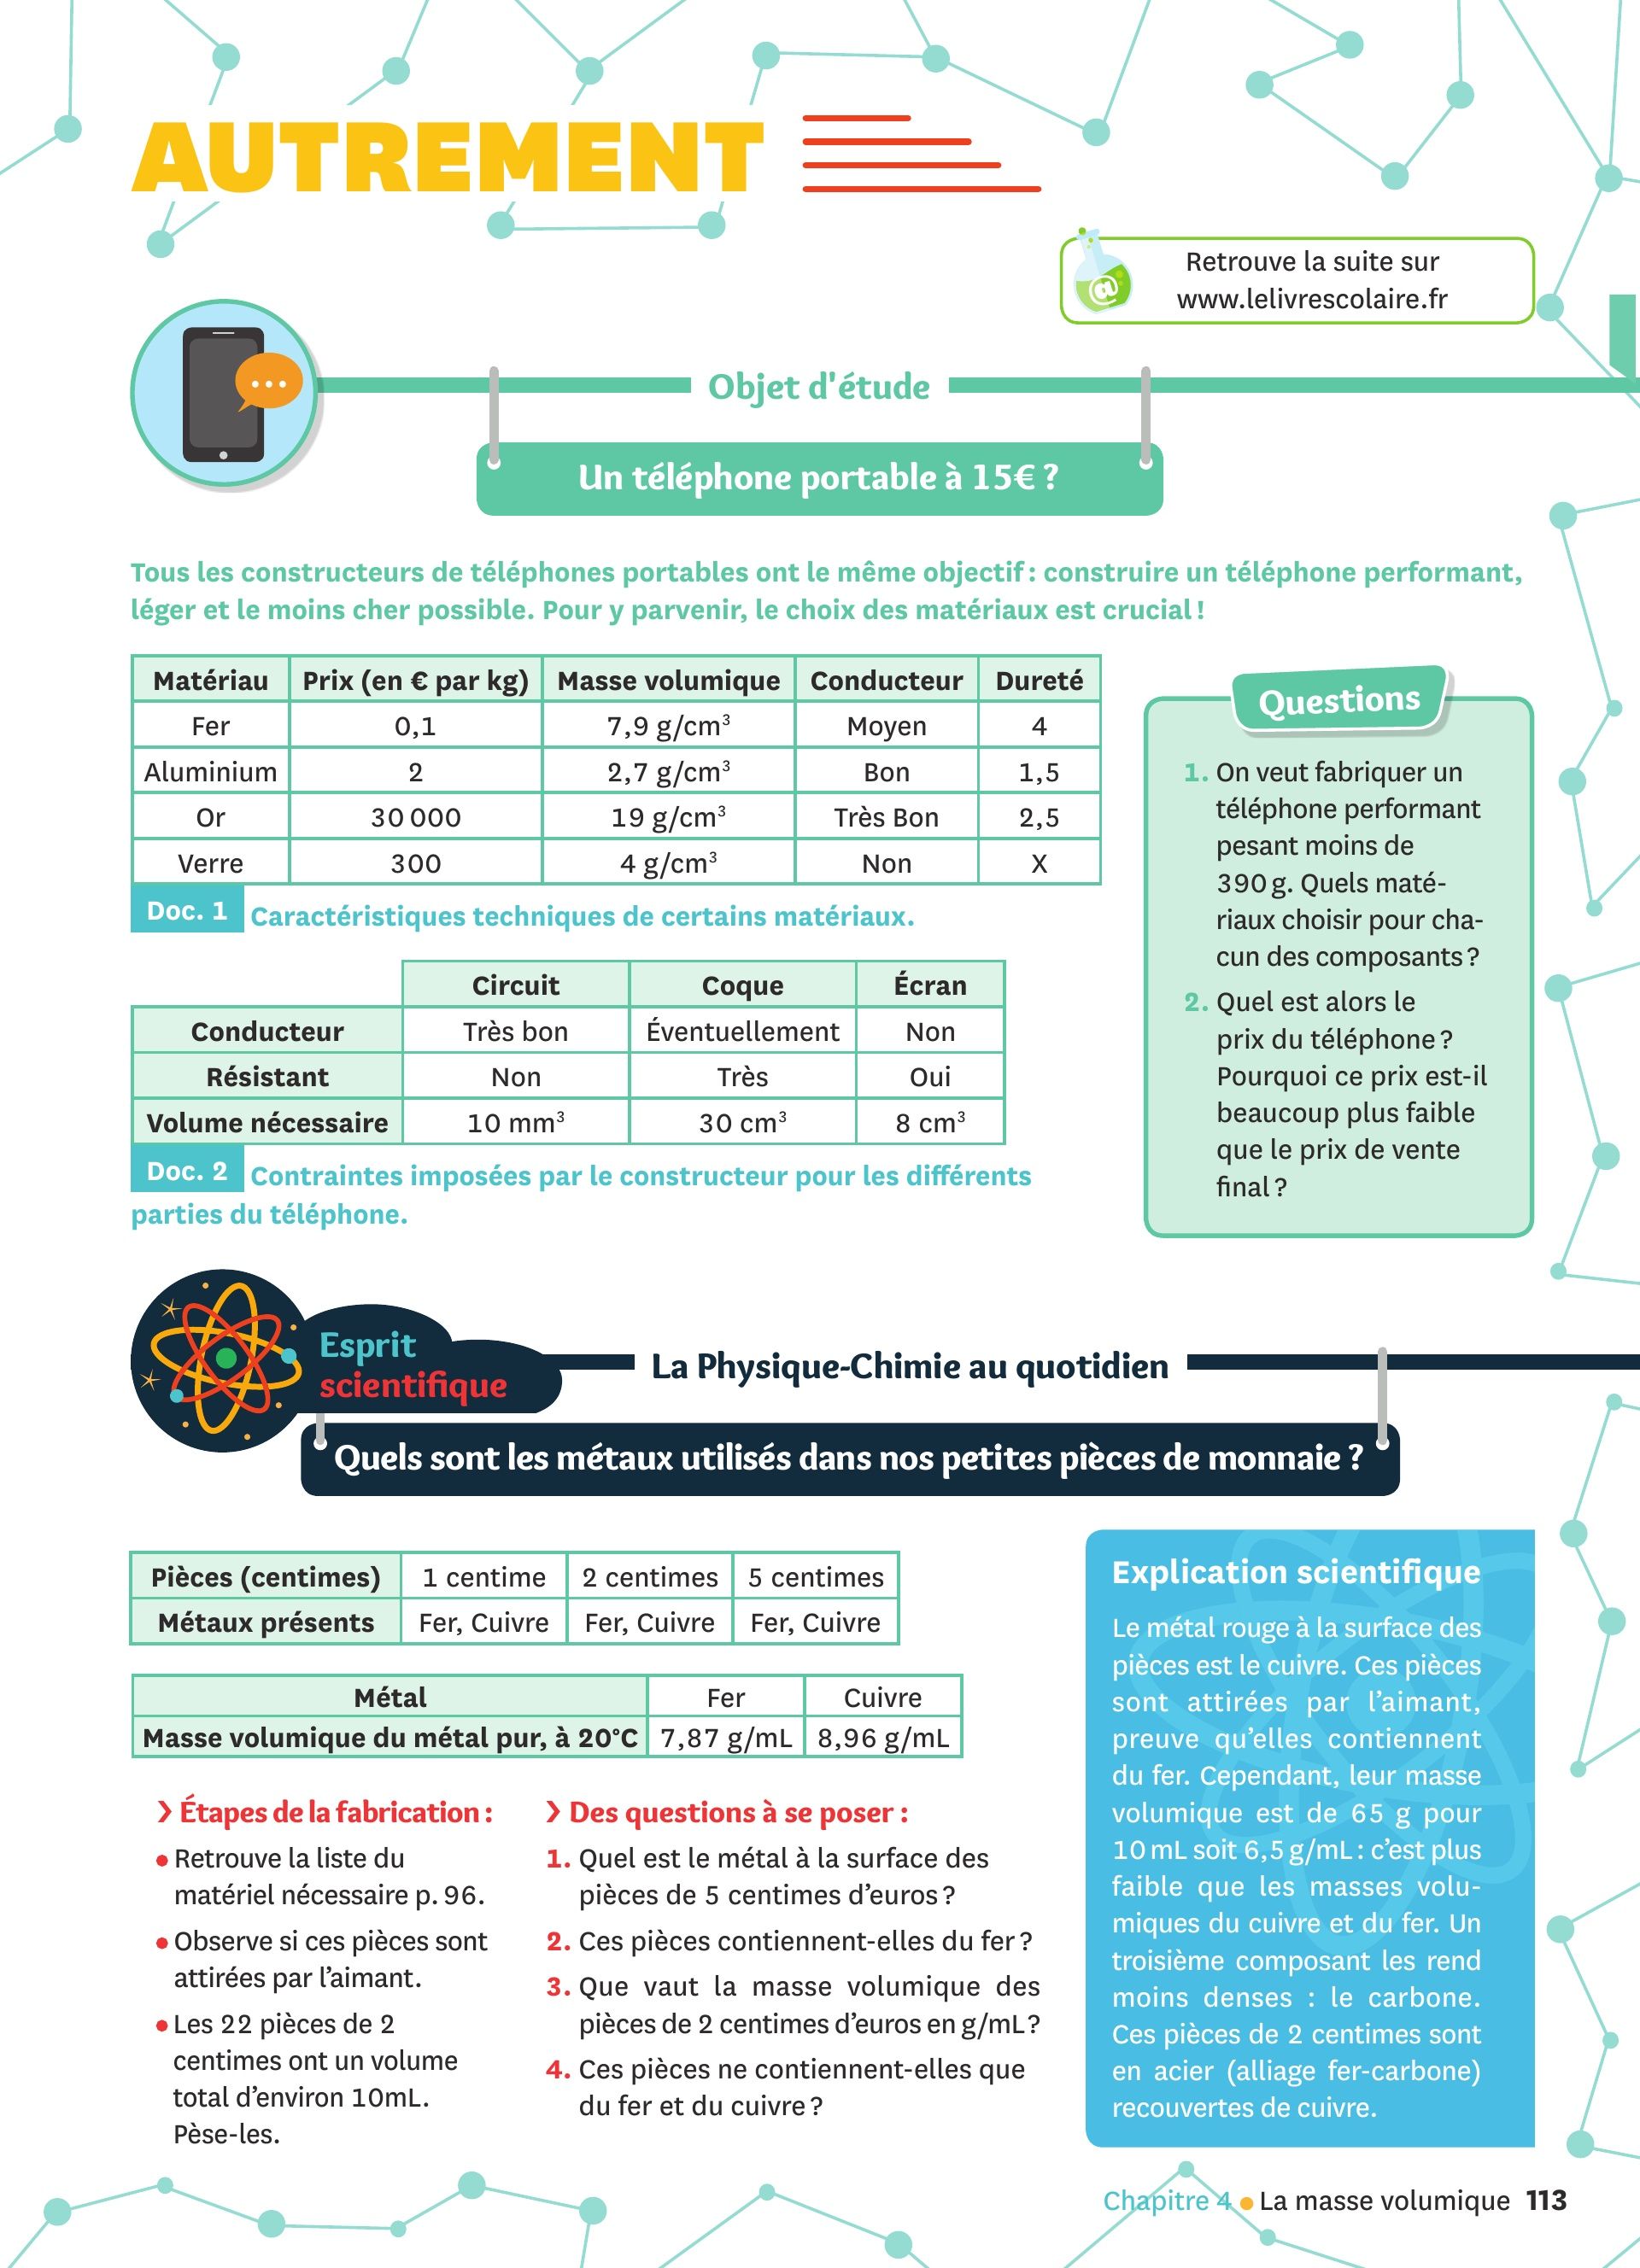 AUTREMENT
Retrouve la suite sur
www.lelivrescolaire.fr
Objet d'étude
Un téléphone portable à 15€ ?
Tous les constructeurs de téléphones portables ont le même objectif : construire un téléphone performant,
léger et le moins cher possible. Pour y parvenir, le choix des matériaux est crucial !
Matériau Prix (en € par kg) Masse volumique Conducteur Dureté
Fer 0,1 7,9 g/cm³ Moyen 4
Aluminium 2 2,7 g/cm³ Bon 1,5
Or 30 000 19 g/cm³ Très Bon 2,5
Verre 300 4 g/cm³ Non X
Doc. 1 Caractéristiques techniques de certains matériaux.
Circuit Coque Écran
Conducteur Très bon Éventuellement Non
Résistant Non Très Oui
Volume nécessaire 10 mm³ 30 cm³ 8 cm³
Doc. 2 Contraintes imposées par le constructeur pour les différents
parties du téléphone.
Questions
1. On veut fabriquer un
téléphone performant
pesant moins de
390 g. Quels maté-
riaux choisir pour cha-
cun des composants ?
2. Quel est alors le
prix du téléphone ?
Pourquoi ce prix est-il
beaucoup plus faible
que le prix de vente
final ?
Esprit
scientifique
La Physique-Chimie au quotidien
Quels sont les métaux utilisés dans nos petites pièces de monnaie ?
Pièces (centimes) 1 centime 2 centimes 5 centimes
Métaux présents Fer, Cuivre Fer, Cuivre Fer, Cuivre
Métal Fer Cuivre
Masse volumique du métal pur, à 20°C 7,87 g/mL 8,96 g/mL
› Étapes de la fabrication :
• Retrouve la liste du
matériel nécessaire p. 96.
• Observe si ces pièces sont
attirées par l'aimant.
• Les 22 pièces de 2
centimes ont un volume
total d'environ 10mL.
Pèse-les.
› Des questions à se poser :
1. Quel est le métal à la surface des
pièces de 5 centimes d'euros ?
2. Ces pièces contiennent-elles du fer ?
3. Que vaut la masse volumique des
pièces de 2 centimes d'euros en g/mL ?
4. Ces pièces ne contiennent-elles que
du fer et du cuivre ?
Explication scientifique
Le métal rouge à la surface des
pièces est le cuivre. Ces pièces
sont attirées par l'aimant,
preuve qu'elles contiennent
du fer. Cependant, leur masse
volumique est de 65 g pour
10 mL soit 6,5 g/mL : c'est plus
faible que les masses volu-
miques du cuivre et du fer. Un
troisième composant les rend
moins denses : le carbone.
Ces pièces de 2 centimes sont
en acier (alliage fer-carbone)
recouvertes de cuivre.
Chapitre 4 • La masse volumique 113